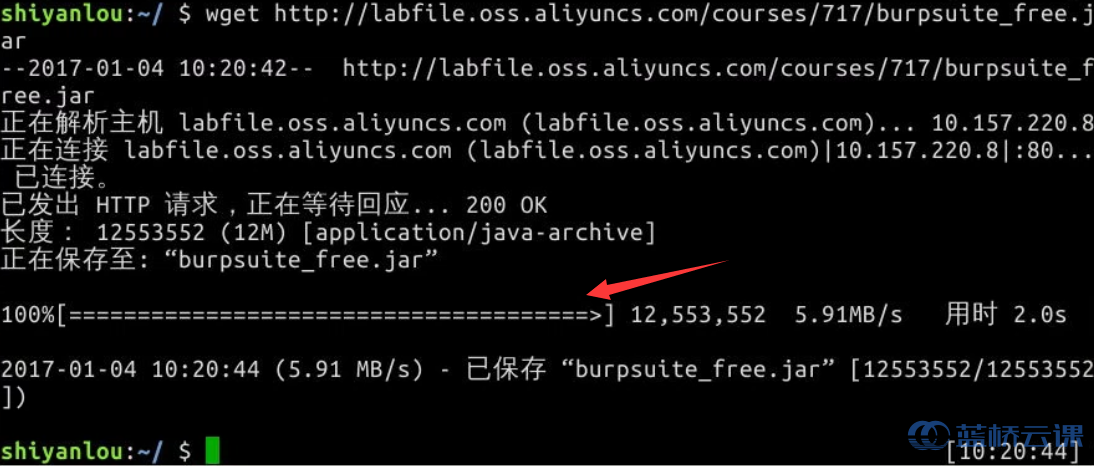 shiyanlou:~/ $ wget http://labfile.oss.aliyuncs.com/courses/717/burpsuite_free.j
ar
--2017-01-04 10:20:42--  http://labfile.oss.aliyuncs.com/courses/717/burpsuite_f
ree.jar
正在解析主机 labfile.oss.aliyuncs.com (labfile.oss.aliyuncs.com)... 10.157.220.8
正在连接 labfile.oss.aliyuncs.com (labfile.oss.aliyuncs.com)|10.157.220.8|:80...
 已连接。
已发出 HTTP 请求，正在等待回应... 200 OK
长度： 12553552 (12M) [application/java-archive]
正在保存至: “burpsuite_free.jar”
100%[======================================>] 12,553,552  5.91MB/s   用时 2.0s
2017-01-04 10:20:44 (5.91 MB/s) - 已保存 “burpsuite_free.jar” [12553552/12553552
])
shiyanlou:~/ $ [10:20:44]
蓝桥云课